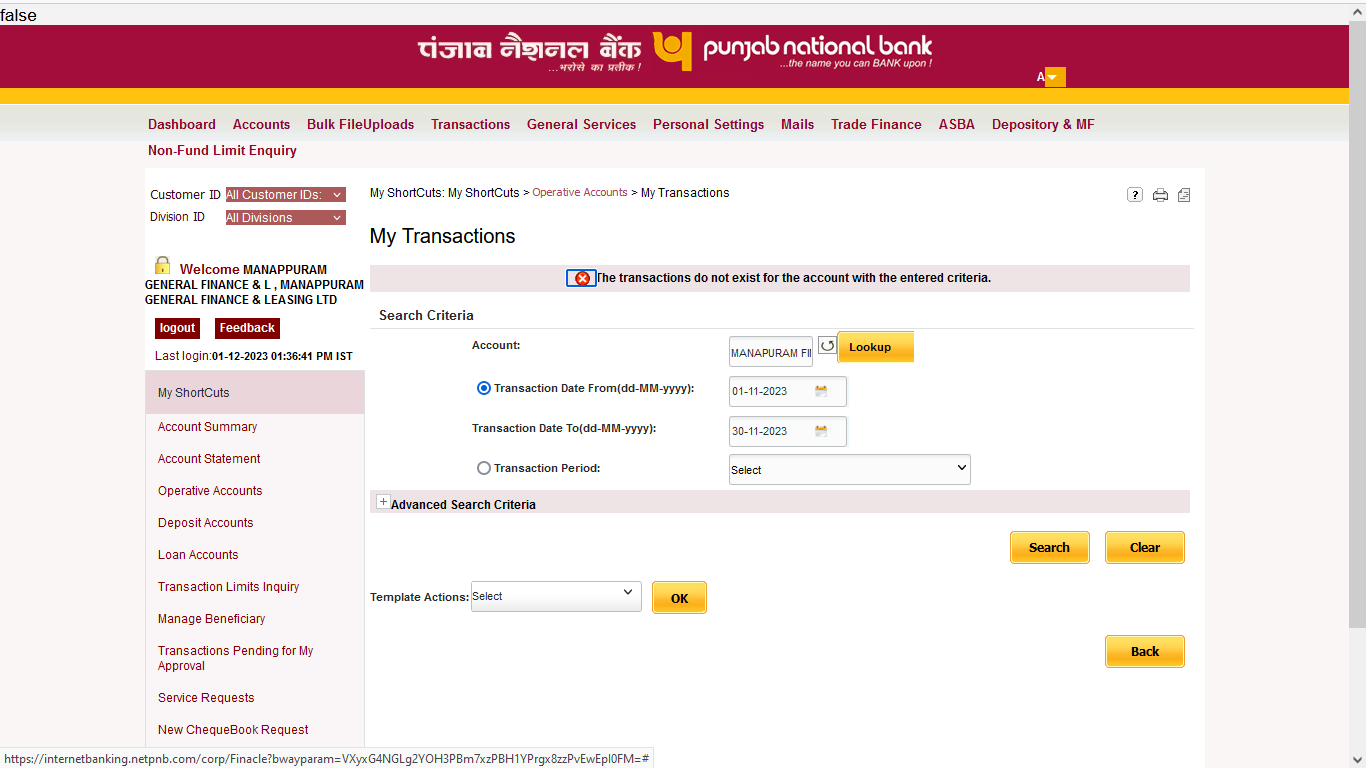 false
पंजाब नैशनल बैंक punjab national bank
...भरोसे का प्रतीक ! ...the name you can BANK upon !
A
Dashboard Accounts Bulk FileUploads Transactions General Services Personal Settings Mails Trade Finance ASBA Depository & MF
Non-Fund Limit Enquiry
Customer ID All Customer IDs:
Division ID All Divisions
My ShortCuts: My ShortCuts > Operative Accounts > My Transactions
?
My Transactions
Welcome MANAPPURAM
GENERAL FINANCE & L , MANAPPURAM
GENERAL FINANCE & LEASING LTD
logout Feedback
Last login:01-12-2023 01:36:41 PM IST
The transactions do not exist for the account with the entered criteria.
Search Criteria
Account: MANAPURAM FI Lookup
Transaction Date From(dd-MM-yyyy): 01-11-2023
Transaction Date To(dd-MM-yyyy): 30-11-2023
Transaction Period: Select
Advanced Search Criteria
Search Clear
Template Actions: Select OK
Back
My ShortCuts
Account Summary
Account Statement
Operative Accounts
Deposit Accounts
Loan Accounts
Transaction Limits Inquiry
Manage Beneficiary
Transactions Pending for My
Approval
Service Requests
New ChequeBook Request
https://internetbanking.netpnb.com/corp/Finacle?bwayparam=VXyxG4NGLg2YOH3PBm7xzPBH1YPrgx8zzPvEwEpI0FM=#